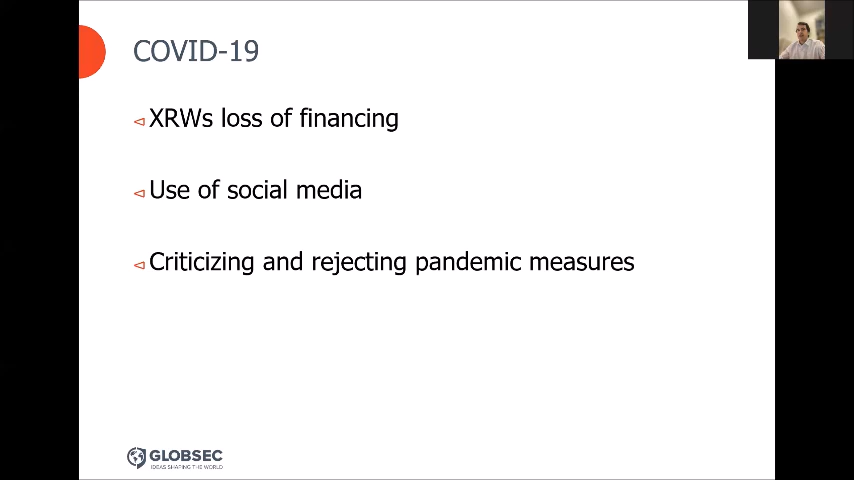 COVID-19
XRWs loss of financing
Use of social media
Criticizing and rejecting pandemic measures
GLOBSEC
IDEAS SHAPING THE WORLD